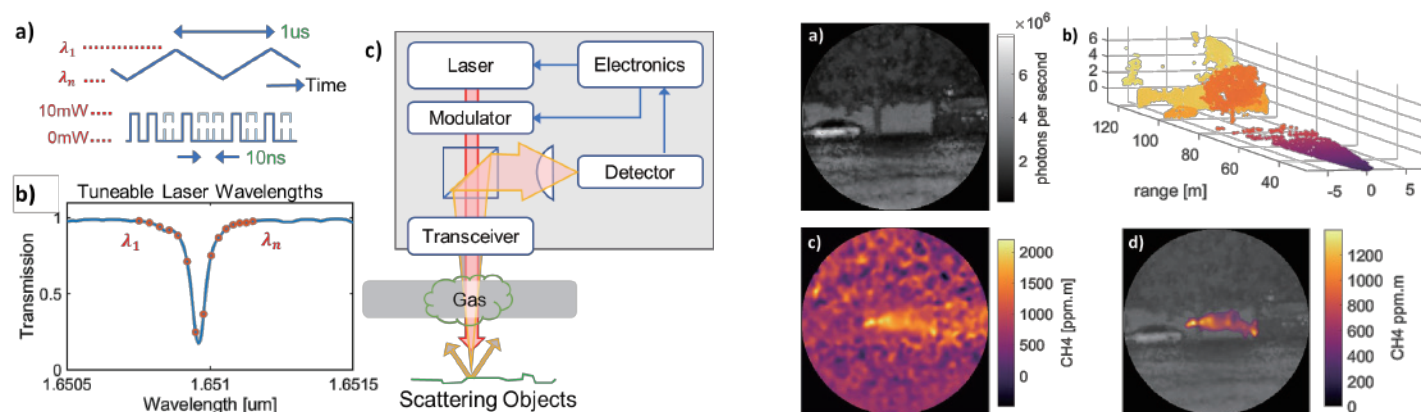 a)
λ1
1us
λn
Time
10mW
0mW
10ns
b)
Tuneable Laser Wavelengths
1
λ1
λn
Transmission
0.5
0
1.6505
1.651
1.6515
Wavelength [um]
c)
Laser
Electronics
Modulator
Detector
Transceiver
Gas
Scattering Objects
a)
×10⁶
6
4
2
photons per second
b)
6
4
2
0
120
100
80
60
40
range [m]
-5
0
5
c)
2000
1500
1000
500
0
CH4 [ppm.m]
d)
1200
1000
800
600
400
200
0
CH4 ppm.m